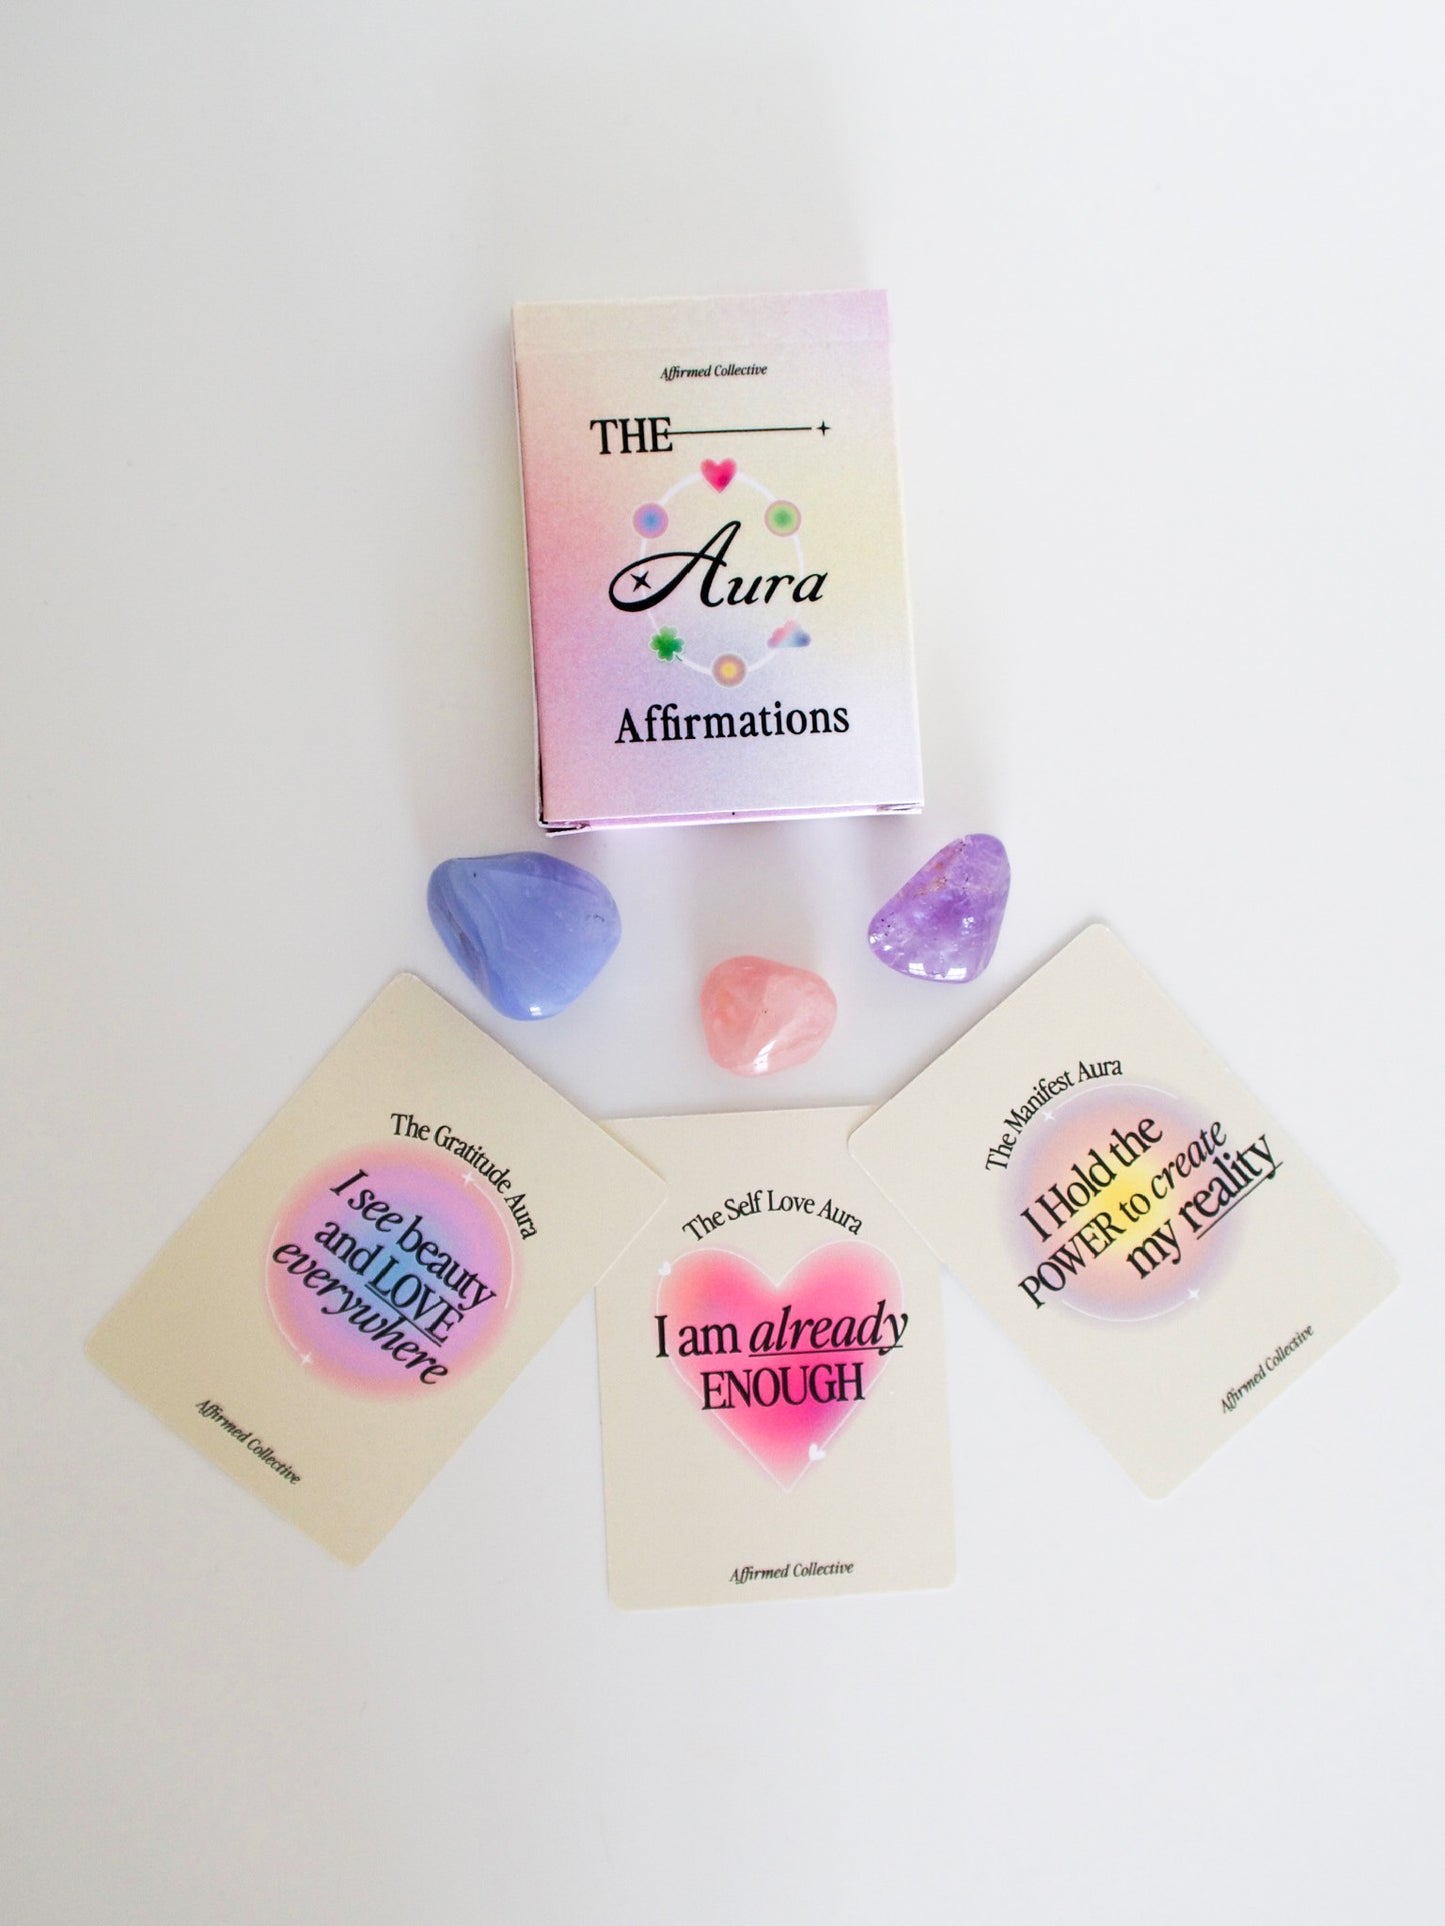 Affirmed Collective
THE
Aura
Affirmations
The Gratitude Aura
I see beauty
and LOVE
everywhere
Affirmed Collective
The Self Love Aura
I am already
ENOUGH
Affirmed Collective
The Manifest Aura
I Hold the
POWER to create
my reality
Affirmed Collective